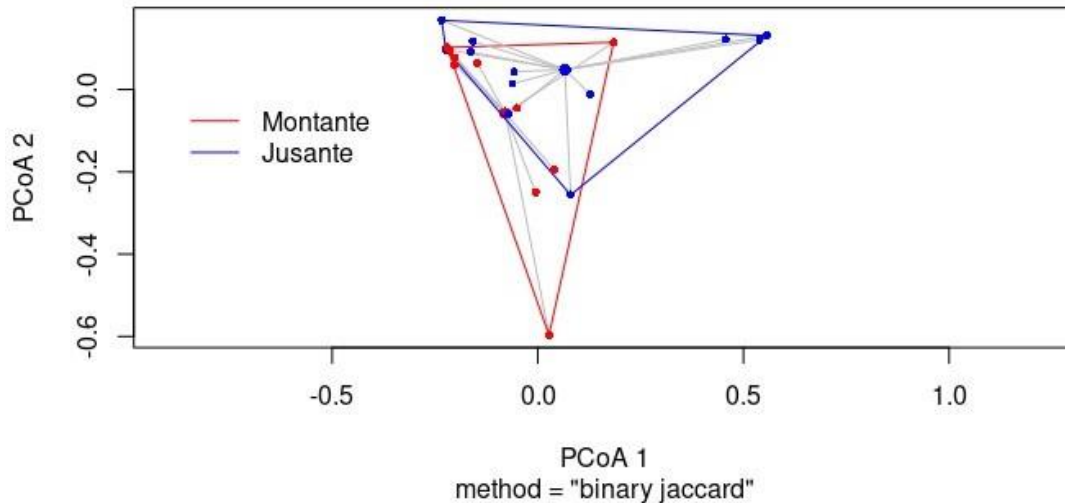 0.0
-0.2
-0.4
-0.6
PCoA 2
Montante
Jusante
-0.5 0.0 0.5 1.0
PCoA 1
method = "binary jaccard"